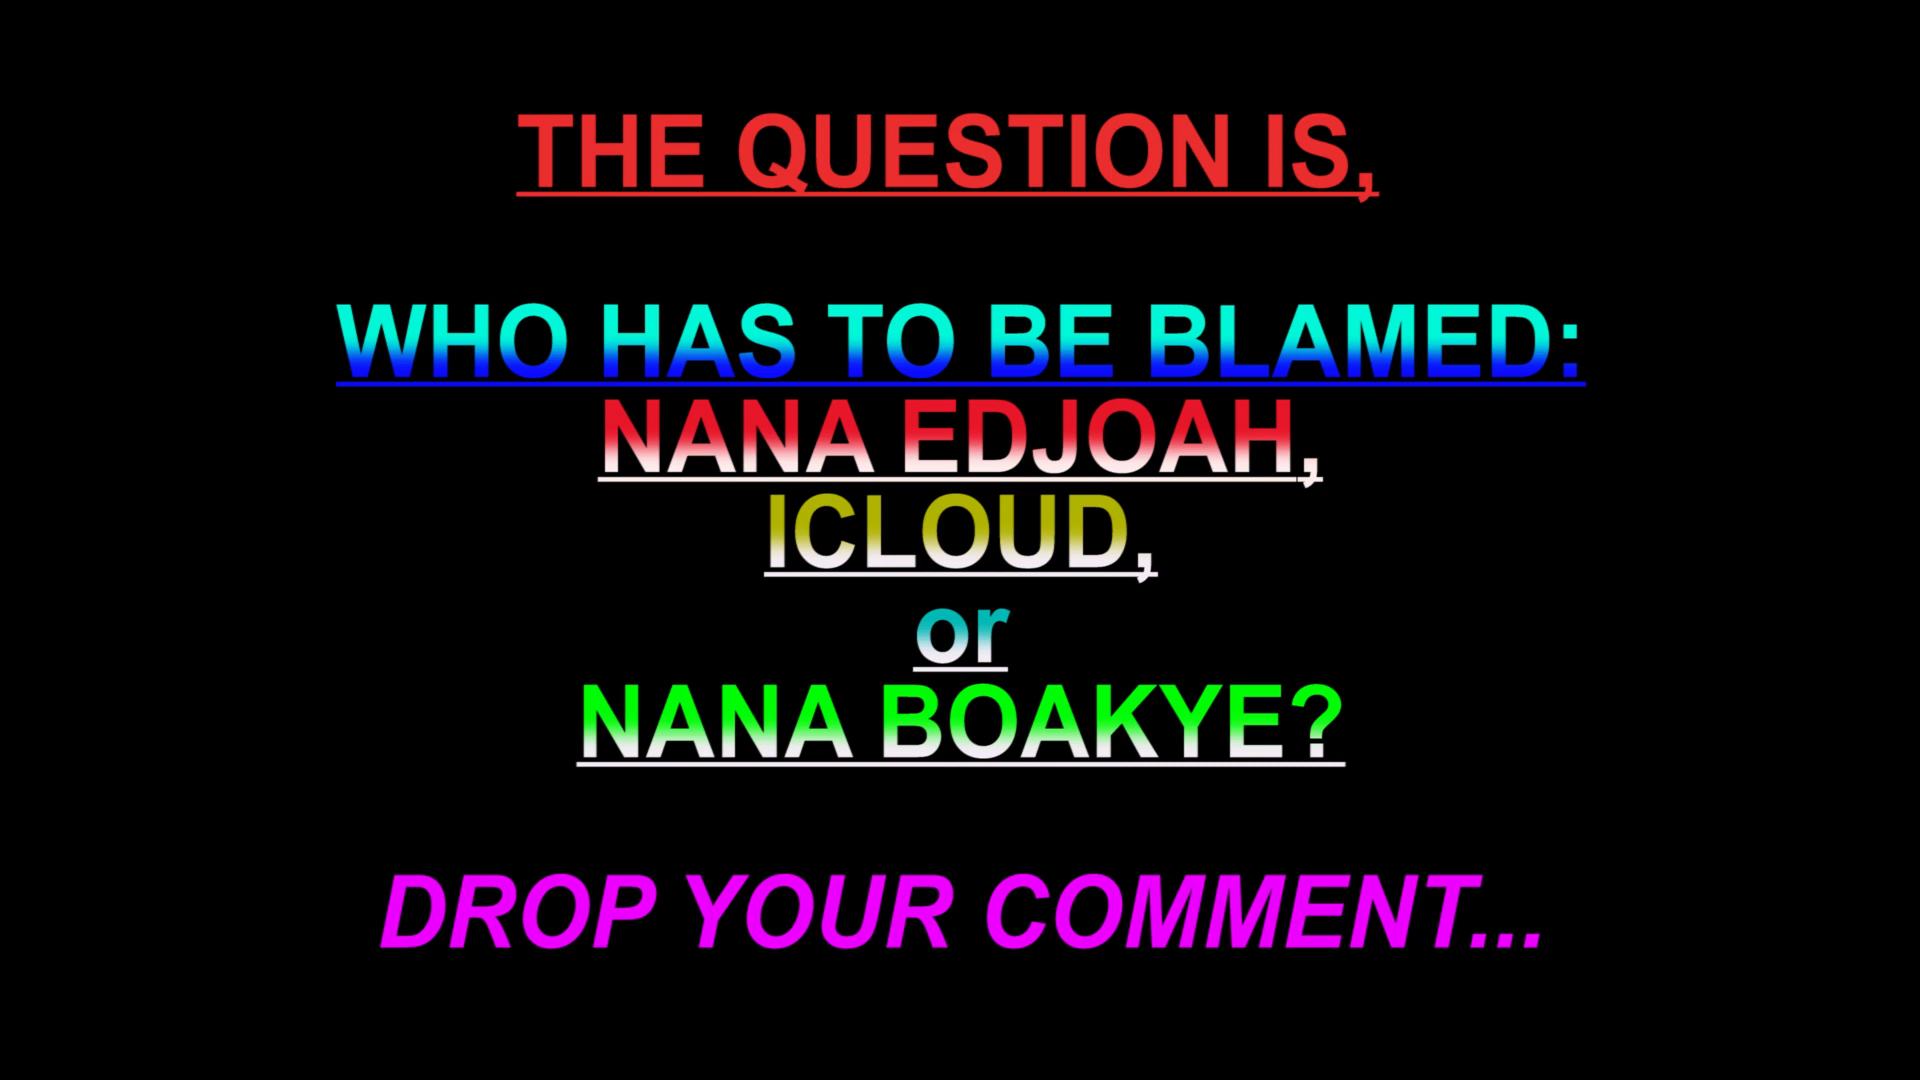 THE QUESTION IS,
WHO HAS TO BE BLAMED:
NANA EDJOAH,
ICLOUD,
or
NANA BOAKYE?
DROP YOUR COMMENT...